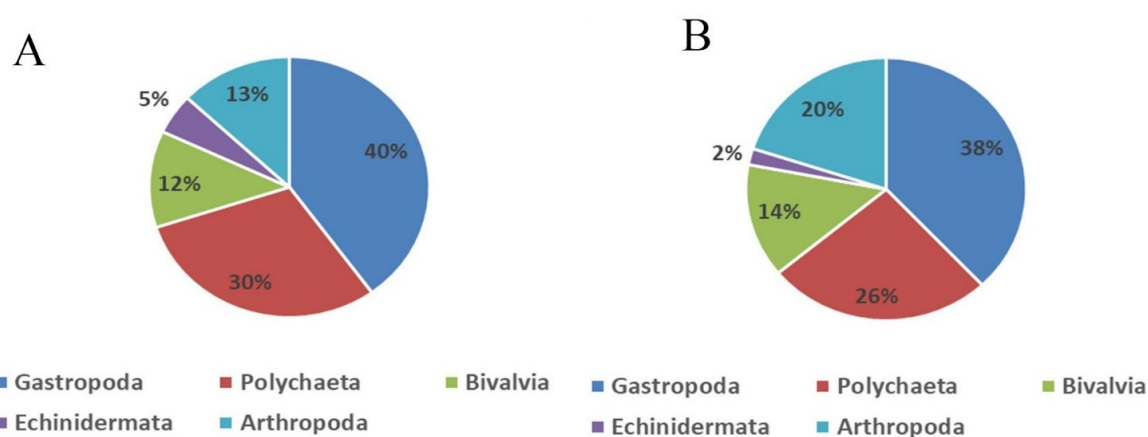 A
40%
30%
12%
5%
13%
Gastropoda Polychaeta Bivalvia
Echinidermata Arthropoda
B
38%
26%
14%
2%
20%
Gastropoda Polychaeta Bivalvia
Echinidermata Arthropoda